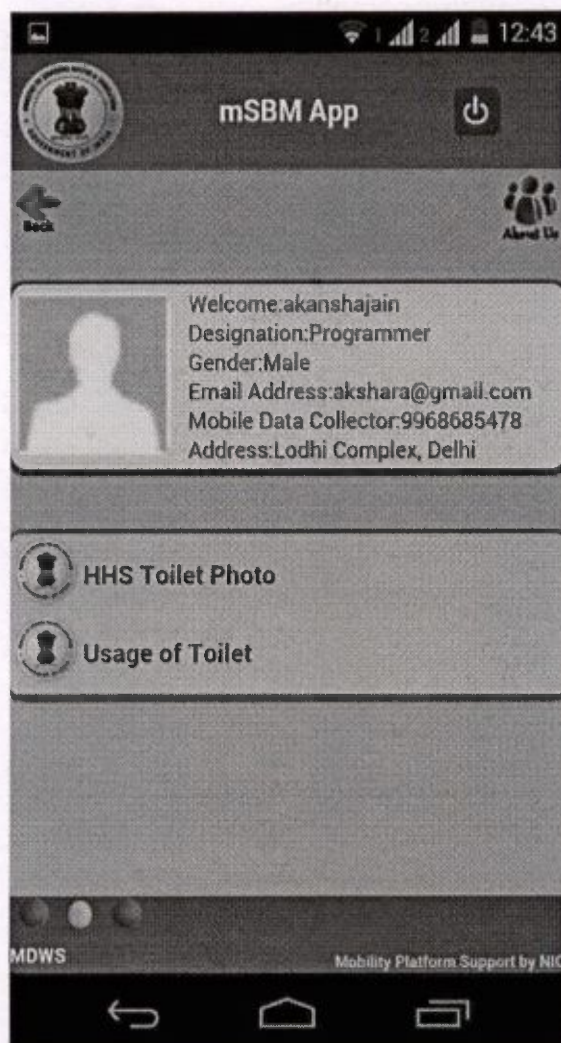 1 2 12:43
mSBM App
Back
About Us
Welcome:akanshajain
Designation:Programmer
Gender:Male
Email Address:akshara@gmail.com
Mobile Data Collector:9968685478
Address:Lodhi Complex, Delhi
HHS Toilet Photo
Usage of Toilet
MDWS
Mobility Platform Support by NIC